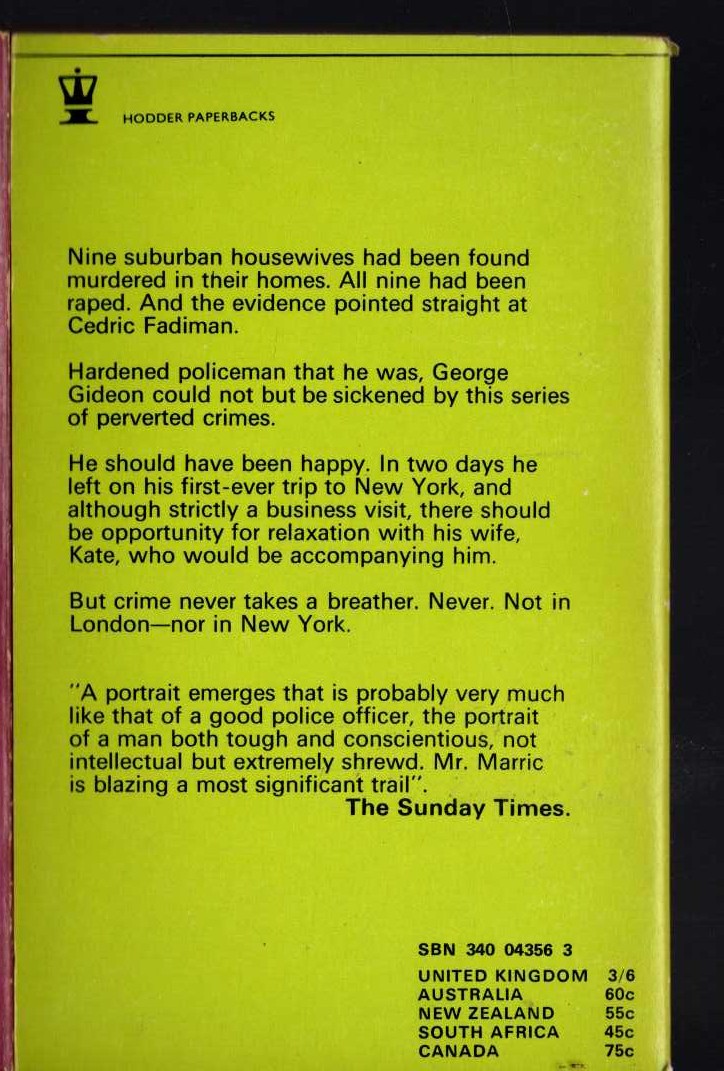 HODDER PAPERBACKS
Nine suburban housewives had been found
murdered in their homes. All nine had been
raped. And the evidence pointed straight at
Cedric Fadiman.
Hardened policeman that he was, George
Gideon could not but be sickened by this series
of perverted crimes.
He should have been happy. In two days he
left on his first-ever trip to New York, and
although strictly a business visit, there should
be opportunity for relaxation with his wife,
Kate, who would be accompanying him.
But crime never takes a breather. Never. Not in
London—nor in New York.
"A portrait emerges that is probably very much
like that of a good police officer, the portrait
of a man both tough and conscientious, not
intellectual but extremely shrewd. Mr. Marric
is blazing a most significant trail".
The Sunday Times.
SBN 340 04356 3
UNITED KINGDOM 3/6
AUSTRALIA 60c
NEW ZEALAND 55c
SOUTH AFRICA 45c
CANADA 75c